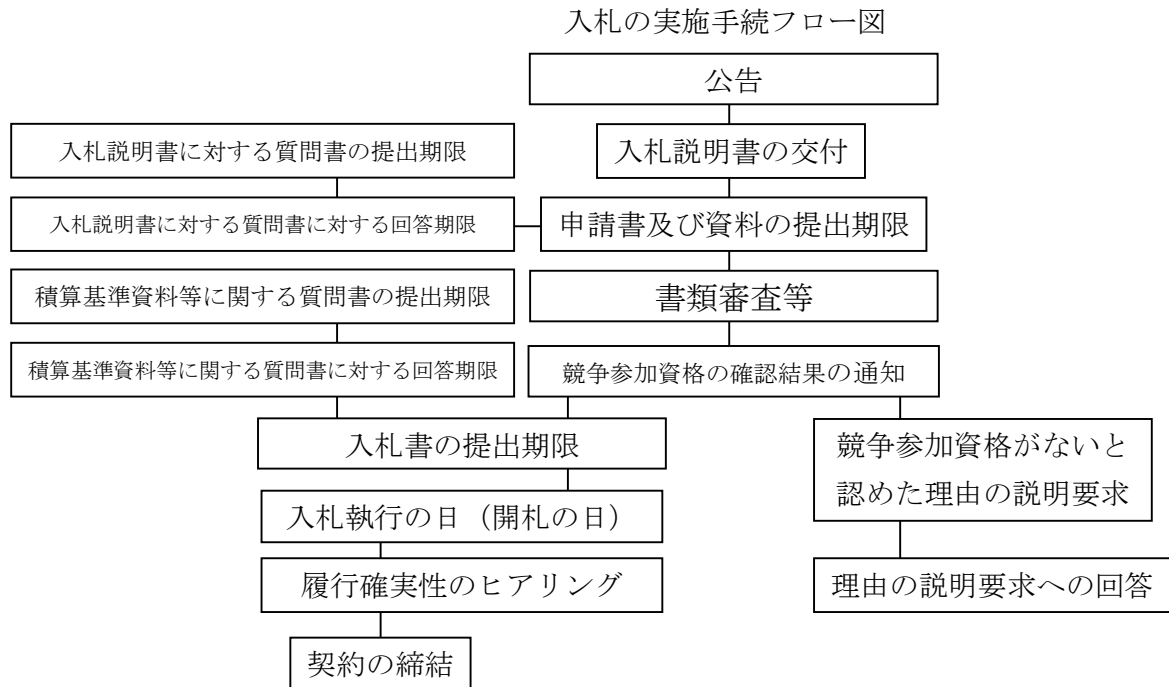 入札の実施手続フロー図
公告
入札説明書に対する質問書の提出期限
入札説明書の交付
入札説明書に対する質問書に対する回答期限
申請書及び資料の提出期限
積算基準資料等に関する質問書の提出期限
書類審査等
積算基準資料等に関する質問書に対する回答期限
競争参加資格の確認結果の通知
入札書の提出期限
競争参加資格がないと
認めた理由の説明要求
入札執行の日（開札の日）
履行確実性のヒアリング
理由の説明要求への回答
契約の締結